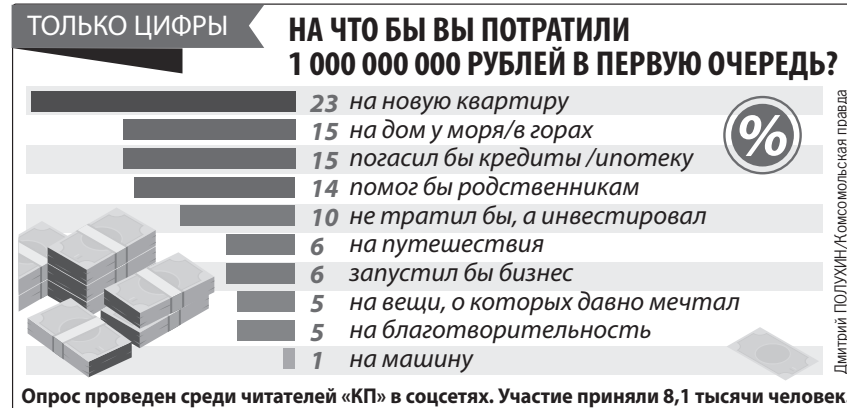 ТОЛЬКО ЦИФРЫ
НА ЧТО БЫ ВЫ ПОТРАТИЛИ
1 000 000 000 РУБЛЕЙ В ПЕРВУЮ ОЧЕРЕДЬ?
23 на новую квартиру
15 на дом у моря/в горах
15 погасил бы кредиты /ипотеку
14 помог бы родственникам
10 не тратил бы, а инвестировал
6 на путешествия
6 запустил бы бизнес
5 на вещи, о которых давно мечтал
5 на благотворительность
1 на машину
%
Дмитрий ПОЛУХИН/Комсомольская правда
Опрос проведен среди читателей «КП» в соцсетях. Участие приняли 8,1 тысячи человек.